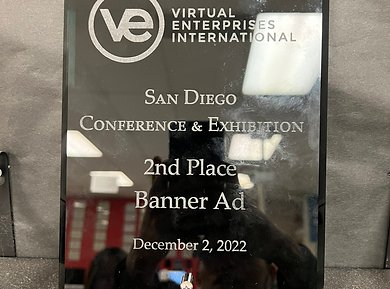 ve
VIRTUAL
ENTERPRISES
INTERNATIONAL
San Diego
Conference & Exhibition
2nd Place
Banner Ad
December 2, 2022